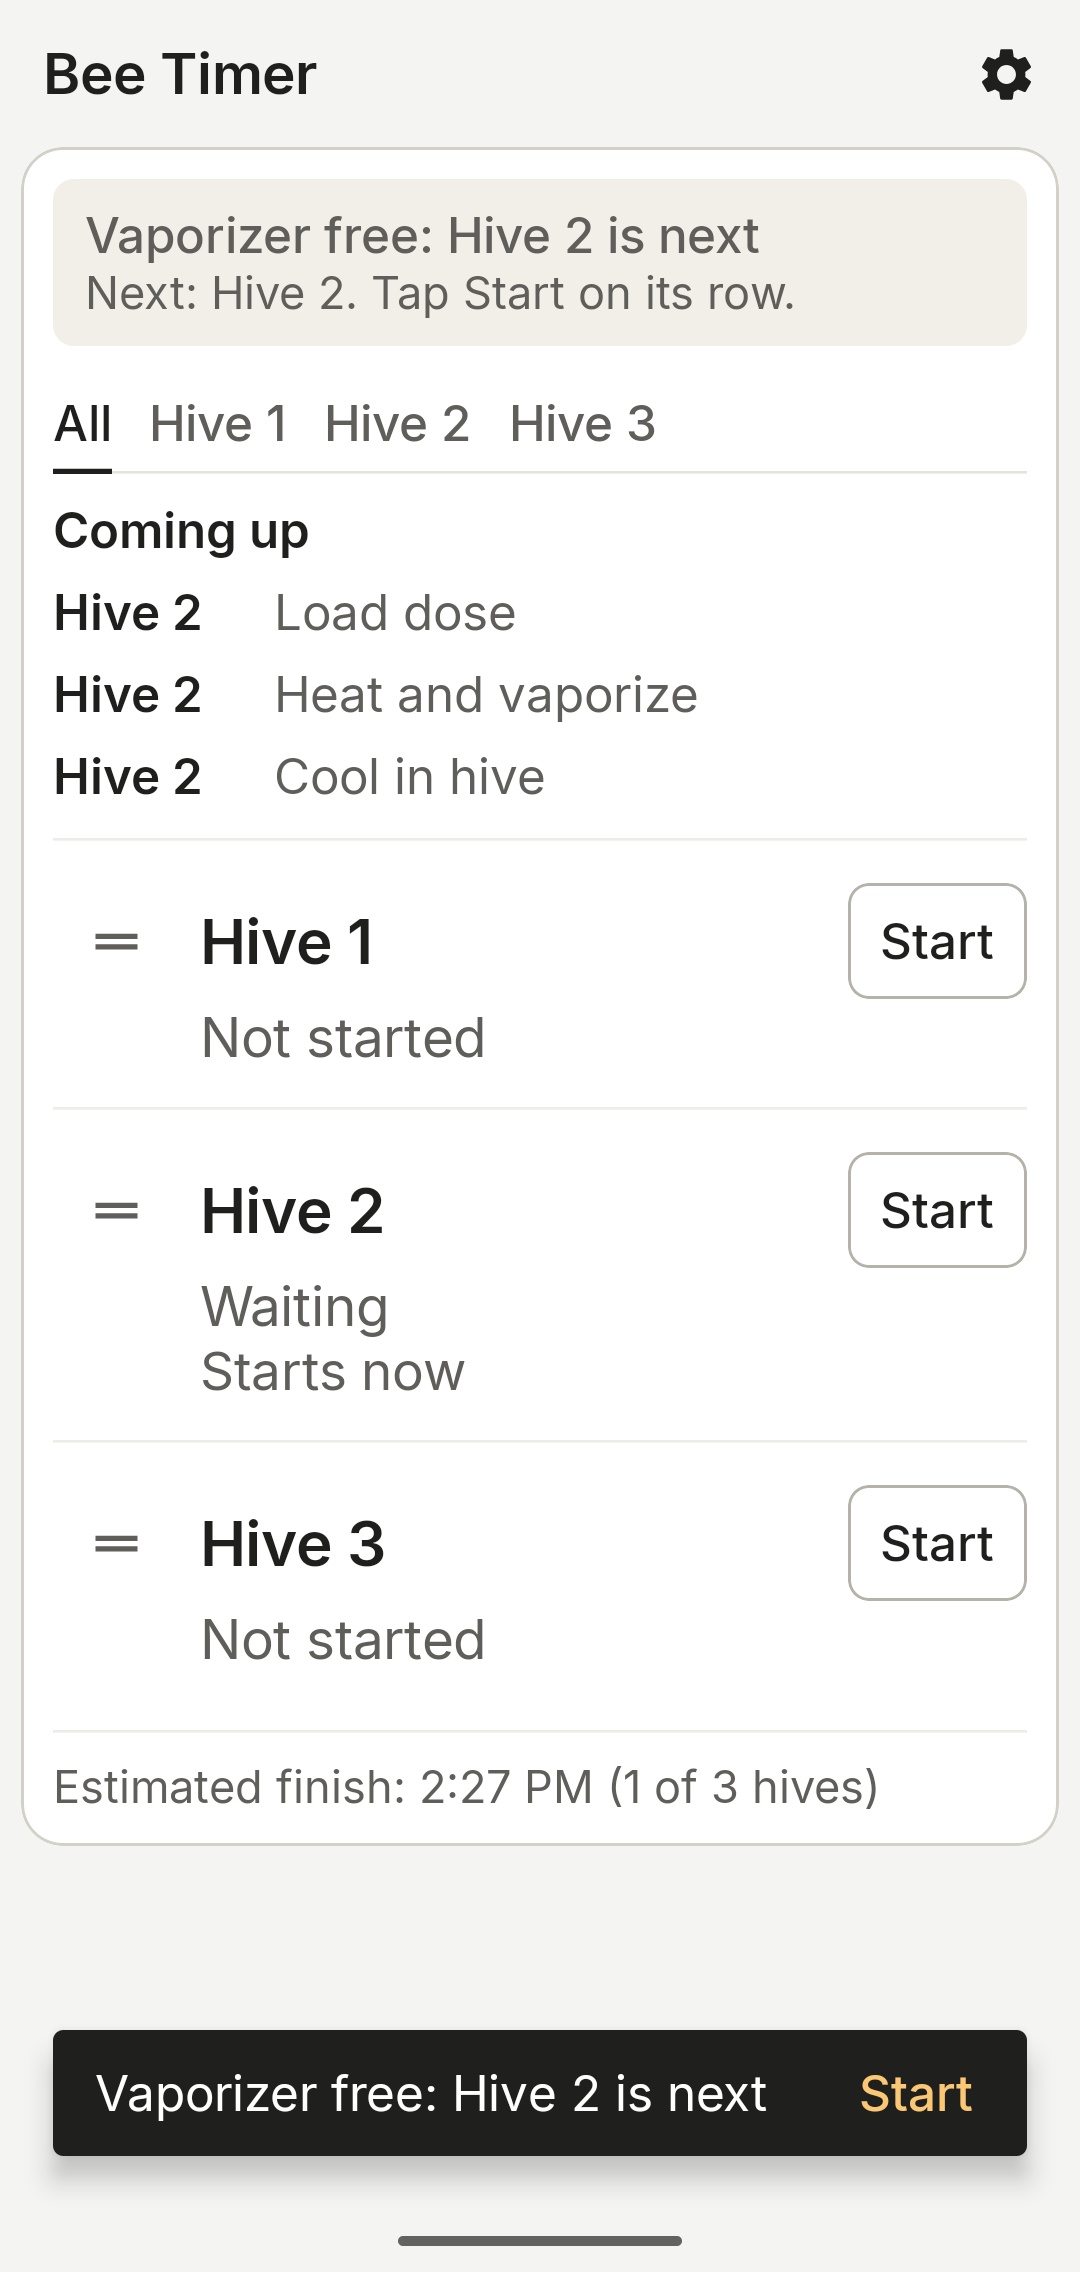 Bee Timer
Vaporizer free: Hive 2 is next
Next: Hive 2. Tap Start on its row.
All Hive 1 Hive 2 Hive 3
Coming up
Hive 2 Load dose
Hive 2 Heat and vaporize
Hive 2 Cool in hive
Hive 1 Start
Not started
Hive 2 Start
Waiting
Starts now
Hive 3 Start
Not started
Estimated finish: 2:27 PM (1 of 3 hives)
Vaporizer free: Hive 2 is next Start